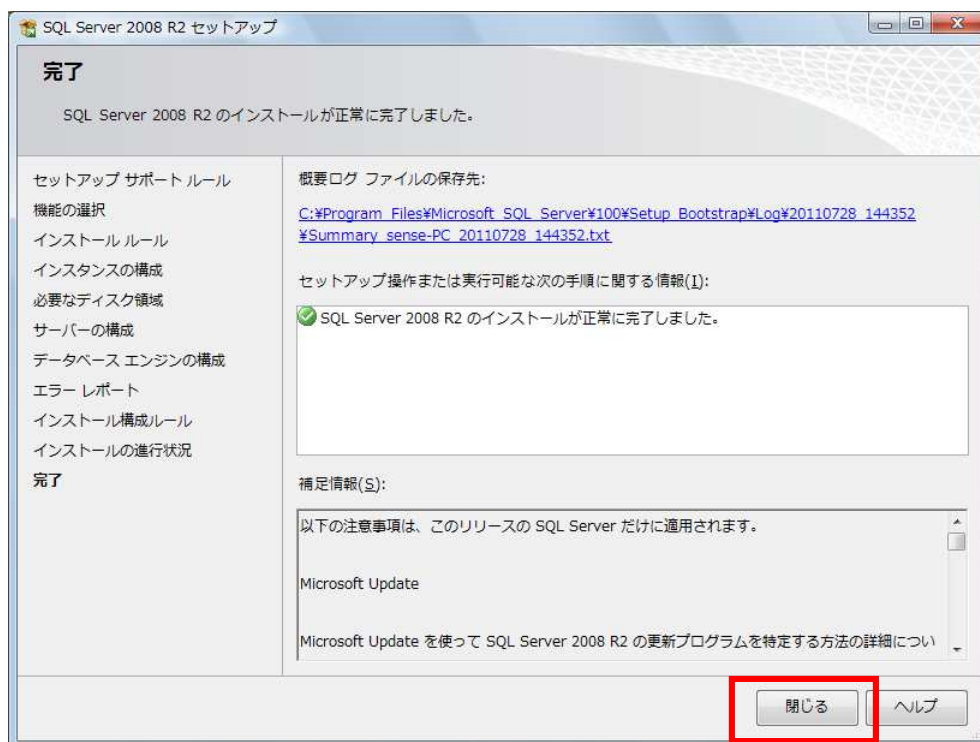 SQL Server 2008 R2 セットアップ
完了
SQL Server 2008 R2 のインストールが正常に完了しました。
セットアップ サポート ルール
機能の選択
インストール ルール
インスタンスの構成
必要なディスク領域
サーバーの構成
データベース エンジンの構成
エラー レポート
インストール構成ルール
インストールの進行状況
完了
概要ログ ファイルの保存先:
C:¥Program Files¥Microsoft SQL Server¥100¥Setup Bootstrap¥Log¥20110728_144352
¥Summary_sense-PC_20110728_144352.txt
セットアップ操作または実行可能な次の手順に関する情報(I):
SQL Server 2008 R2 のインストールが正常に完了しました。
補足情報(S):
以下の注意事項は、このリリースの SQL Server だけに適用されます。
Microsoft Update
Microsoft Update を使って SQL Server 2008 R2 の更新プログラムを特定する方法の詳細につい
閉じる
ヘルプ